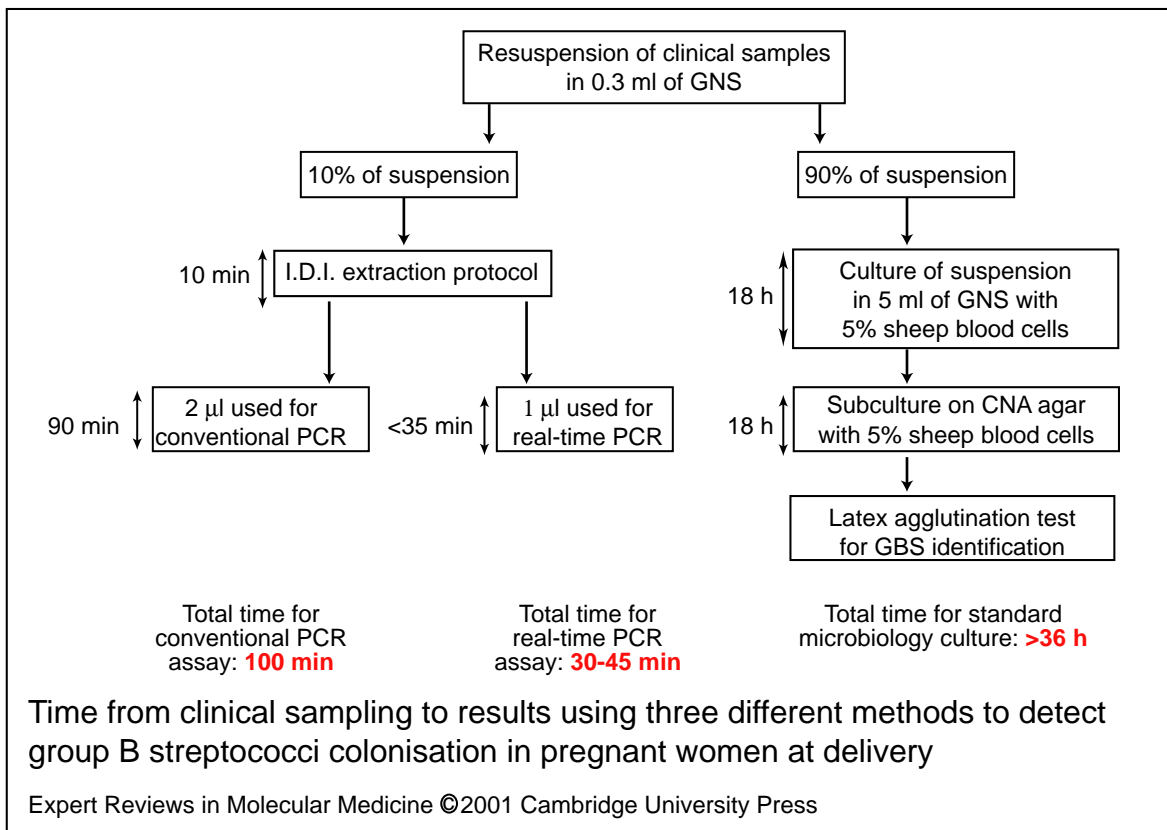 Resuspension of clinical samples
in 0.3 ml of GNS
10% of suspension
90% of suspension
10 min
I.D.I. extraction protocol
18 h
Culture of suspension
in 5 ml of GNS with
5% sheep blood cells
90 min
2 µl used for
conventional PCR
<35 min
1 µl used for
real-time PCR
18 h
Subculture on CNA agar
with 5% sheep blood cells
Latex agglutination test
for GBS identification
Total time for
conventional PCR
assay: 100 min
Total time for
real-time PCR
assay: 30-45 min
Total time for standard
microbiology culture: >36 h
Time from clinical sampling to results using three different methods to detect
group B streptococci colonisation in pregnant women at delivery
Expert Reviews in Molecular Medicine ©2001 Cambridge University Press